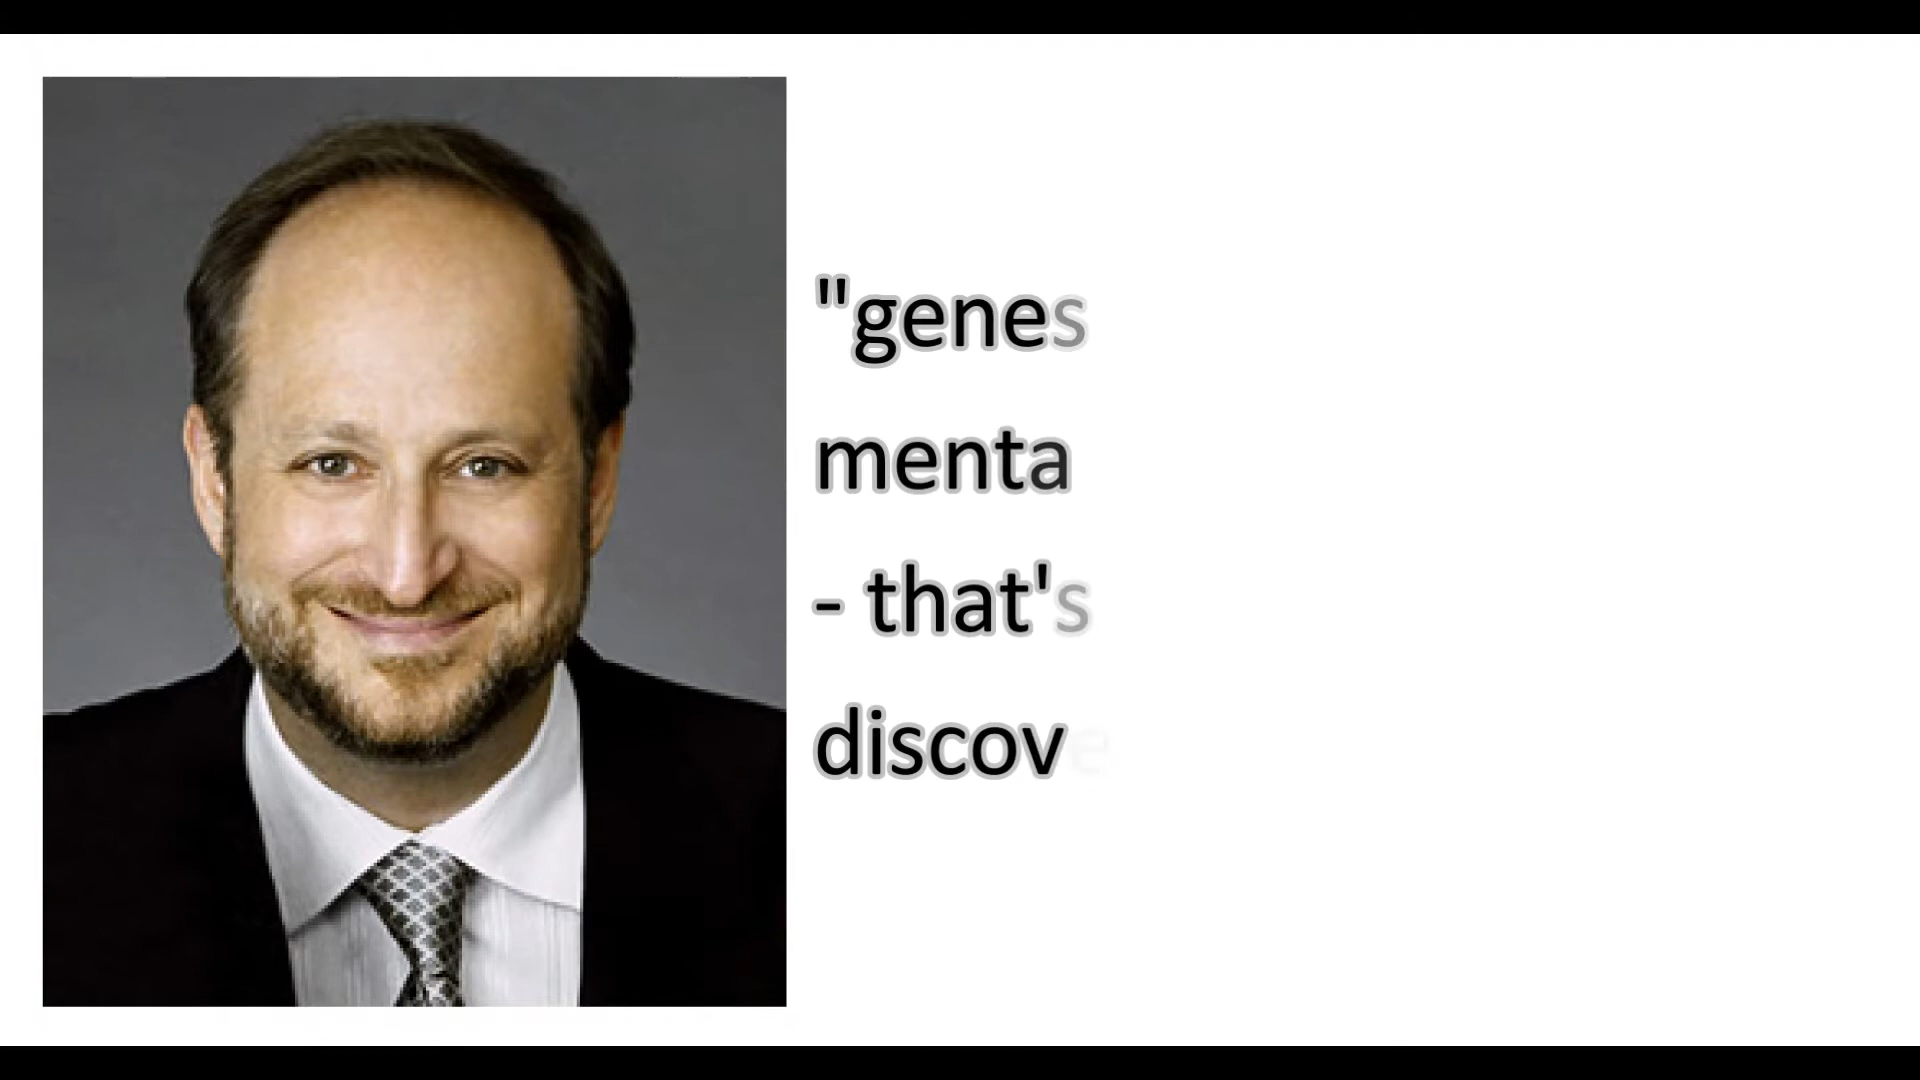 "genes
menta
- that's
discov